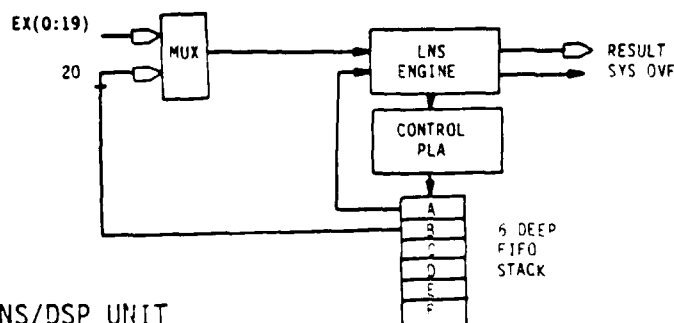 EX(0:19)
20
MUX
LNS
ENGINE
RESULT
SYS OVF
CONTROL
PLA
A
B
C
D
E
F
6 DEEP
FIFO
STACK
NS/DSP UNIT